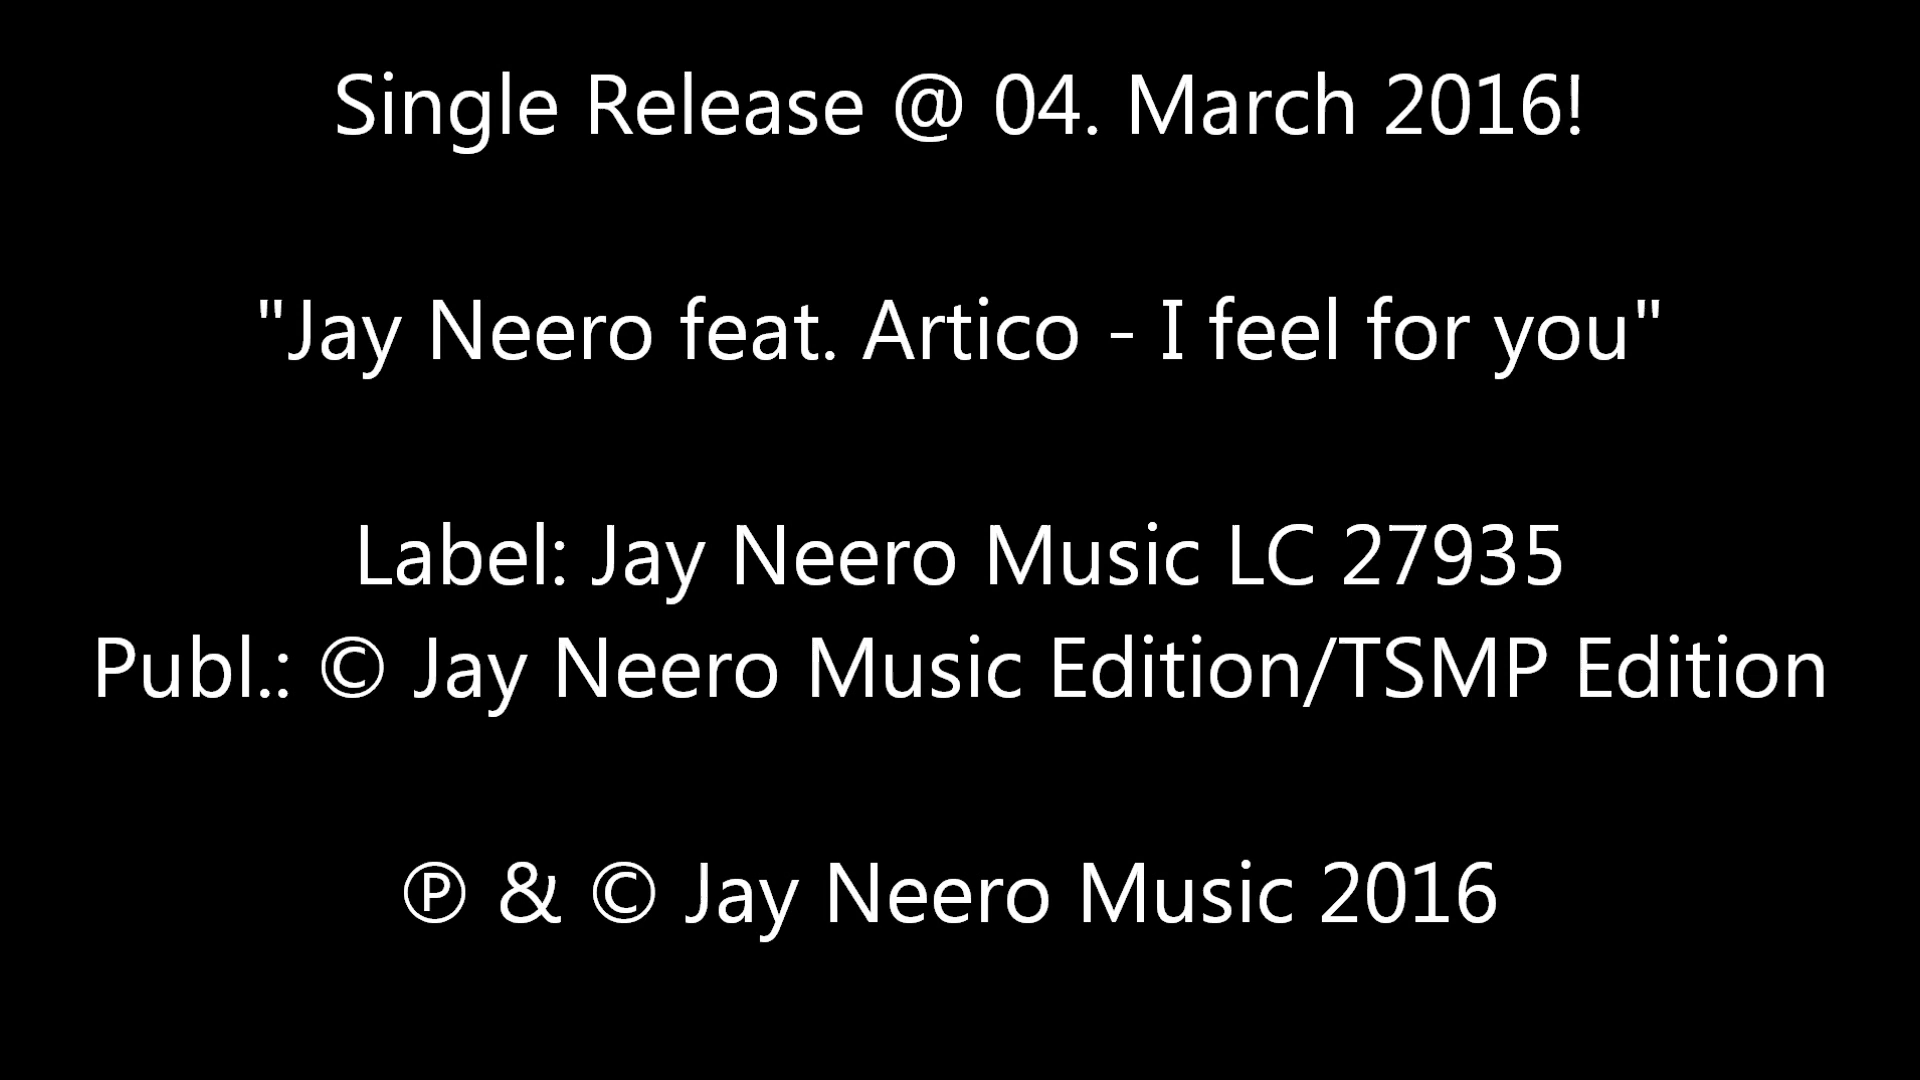 Single Release @ 04. March 2016!
"Jay Neero feat. Artico - I feel for you"
Label: Jay Neero Music LC 27935
Publ.: © Jay Neero Music Edition/TSMP Edition
℗ & © Jay Neero Music 2016